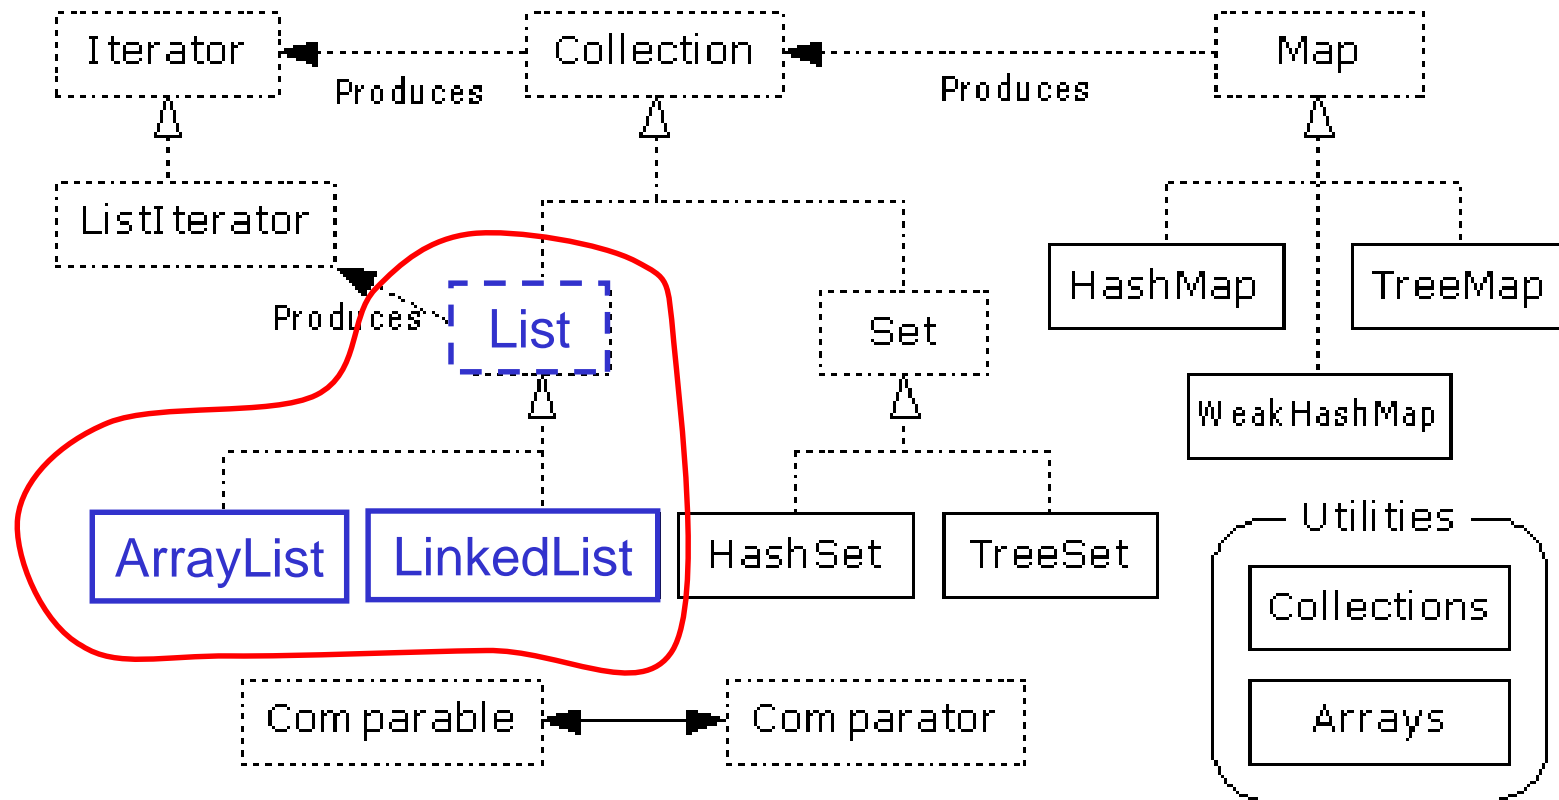 Iterator
Collection
Map
Produces
Produces
ListIterator
HashMap
TreeMap
Produces
List
Set
WeakHashMap
ArrayList
LinkedList
HashSet
TreeSet
Utilities
Collections
Comparable
Comparator
Arrays